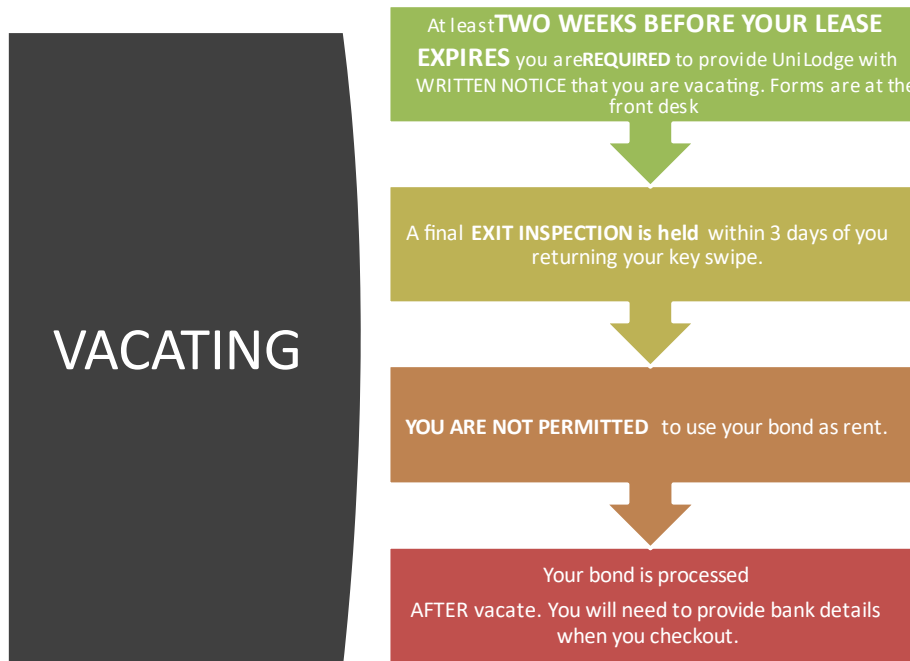 VACATING
At least TWO WEEKS BEFORE YOUR LEASE
EXPIRES you are REQUIRED to provide UniLodge with
WRITTEN NOTICE that you are vacating. Forms are at the
front desk
A final EXIT INSPECTION is held within 3 days of you
returning your key swipe.
YOU ARE NOT PERMITTED to use your bond as rent.
Your bond is processed
AFTER vacate. You will need to provide bank details
when you checkout.